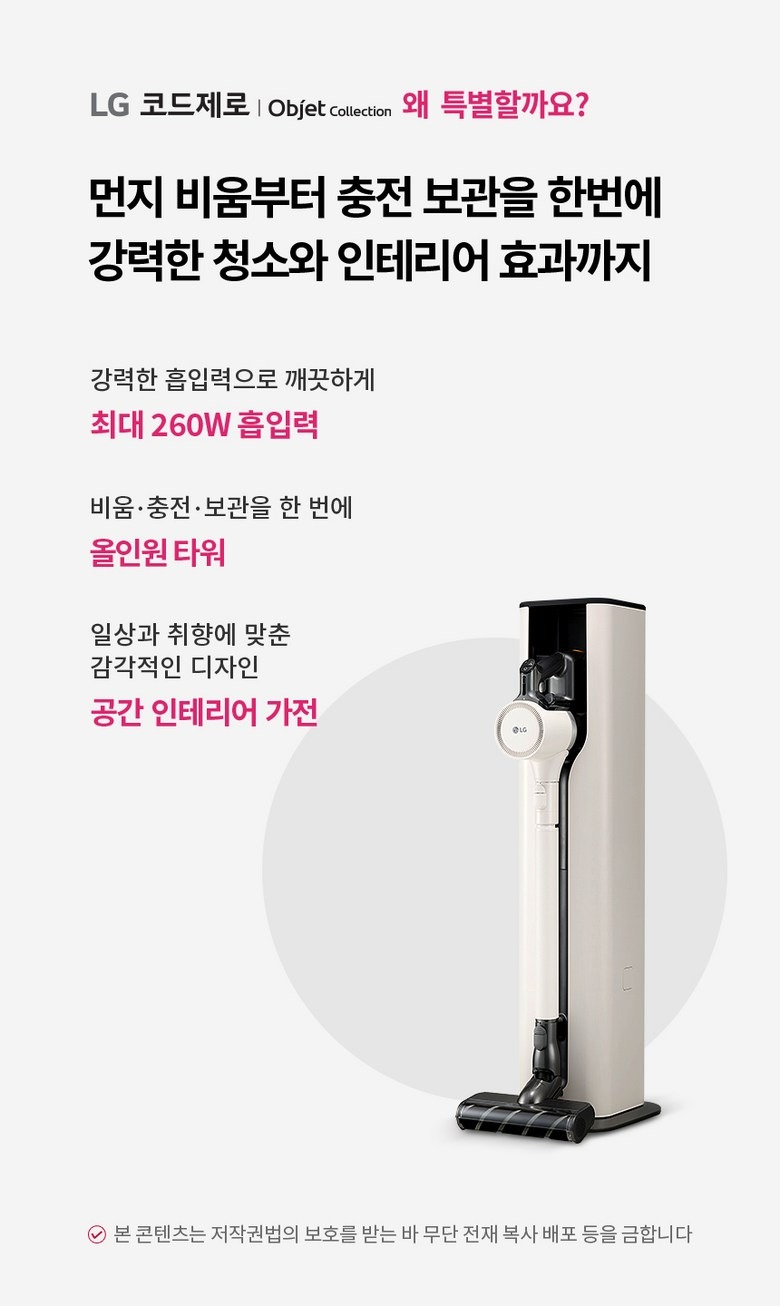 LG 코드제로 | Objet Collection 왜 특별할까요?
먼지 비움부터 충전 보관을 한번에
강력한 청소와 인테리어 효과까지
강력한 흡입력으로 깨끗하게
최대 260W 흡입력
비움·충전·보관을 한 번에
올인원 타워
일상과 취향에 맞춘
감각적인 디자인
공간 인테리어 가전
LG
본 콘텐츠는 저작권법의 보호를 받는 바 무단 전재 복사 배포 등을 금합니다